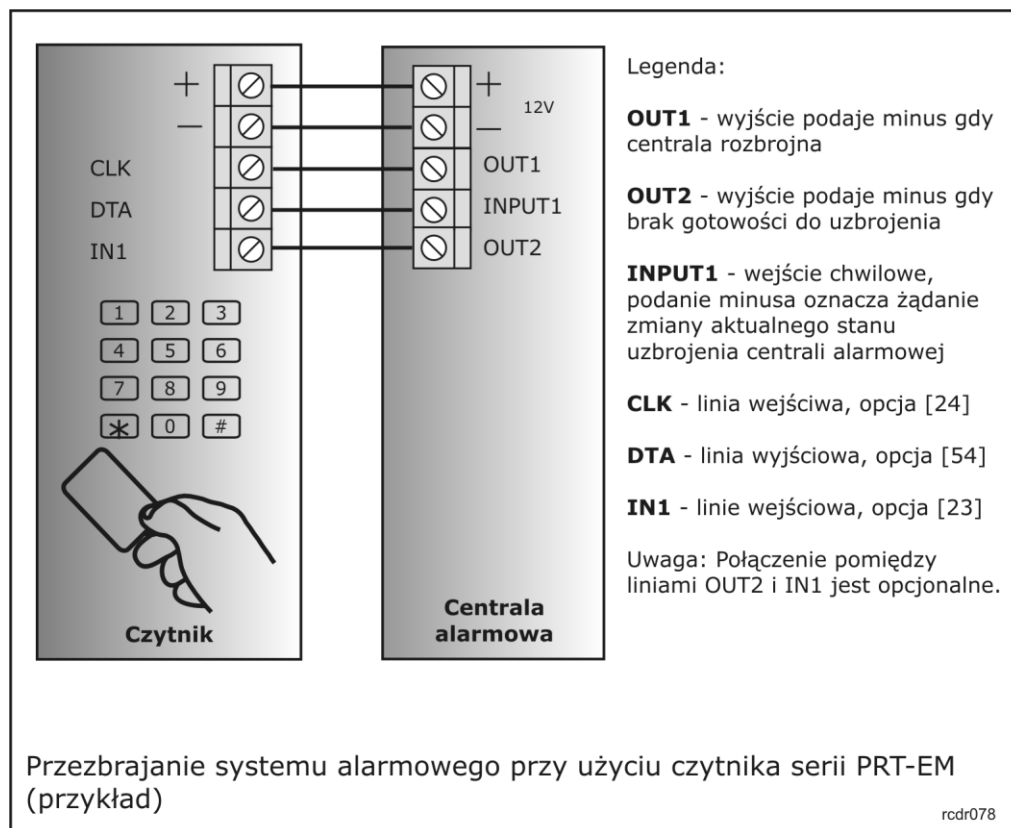 +
−
CLK
DTA
IN1
1 2 3
4 5 6
7 8 9
* 0 #
Czytnik
+
12V
−
OUT1
INPUT1
OUT2
Centrala
alarmowa
Legenda:
OUT1 - wyjście podaje minus gdy
centrala rozbrojna
OUT2 - wyjście podaje minus gdy
brak gotowości do uzbrojenia
INPUT1 - wejście chwilowe,
podanie minusa oznacza żądanie
zmiany aktualnego stanu
uzbrojenia centrali alarmowej
CLK - linia wejściwa, opcja [24]
DTA - linia wyjściowa, opcja [54]
IN1 - linie wejściowa, opcja [23]
Uwaga: Połączenie pomiędzy
liniami OUT2 i IN1 jest opcjonalne.
Przezbrajanie systemu alarmowego przy użyciu czytnika serii PRT-EM
(przykład)
rcdr078